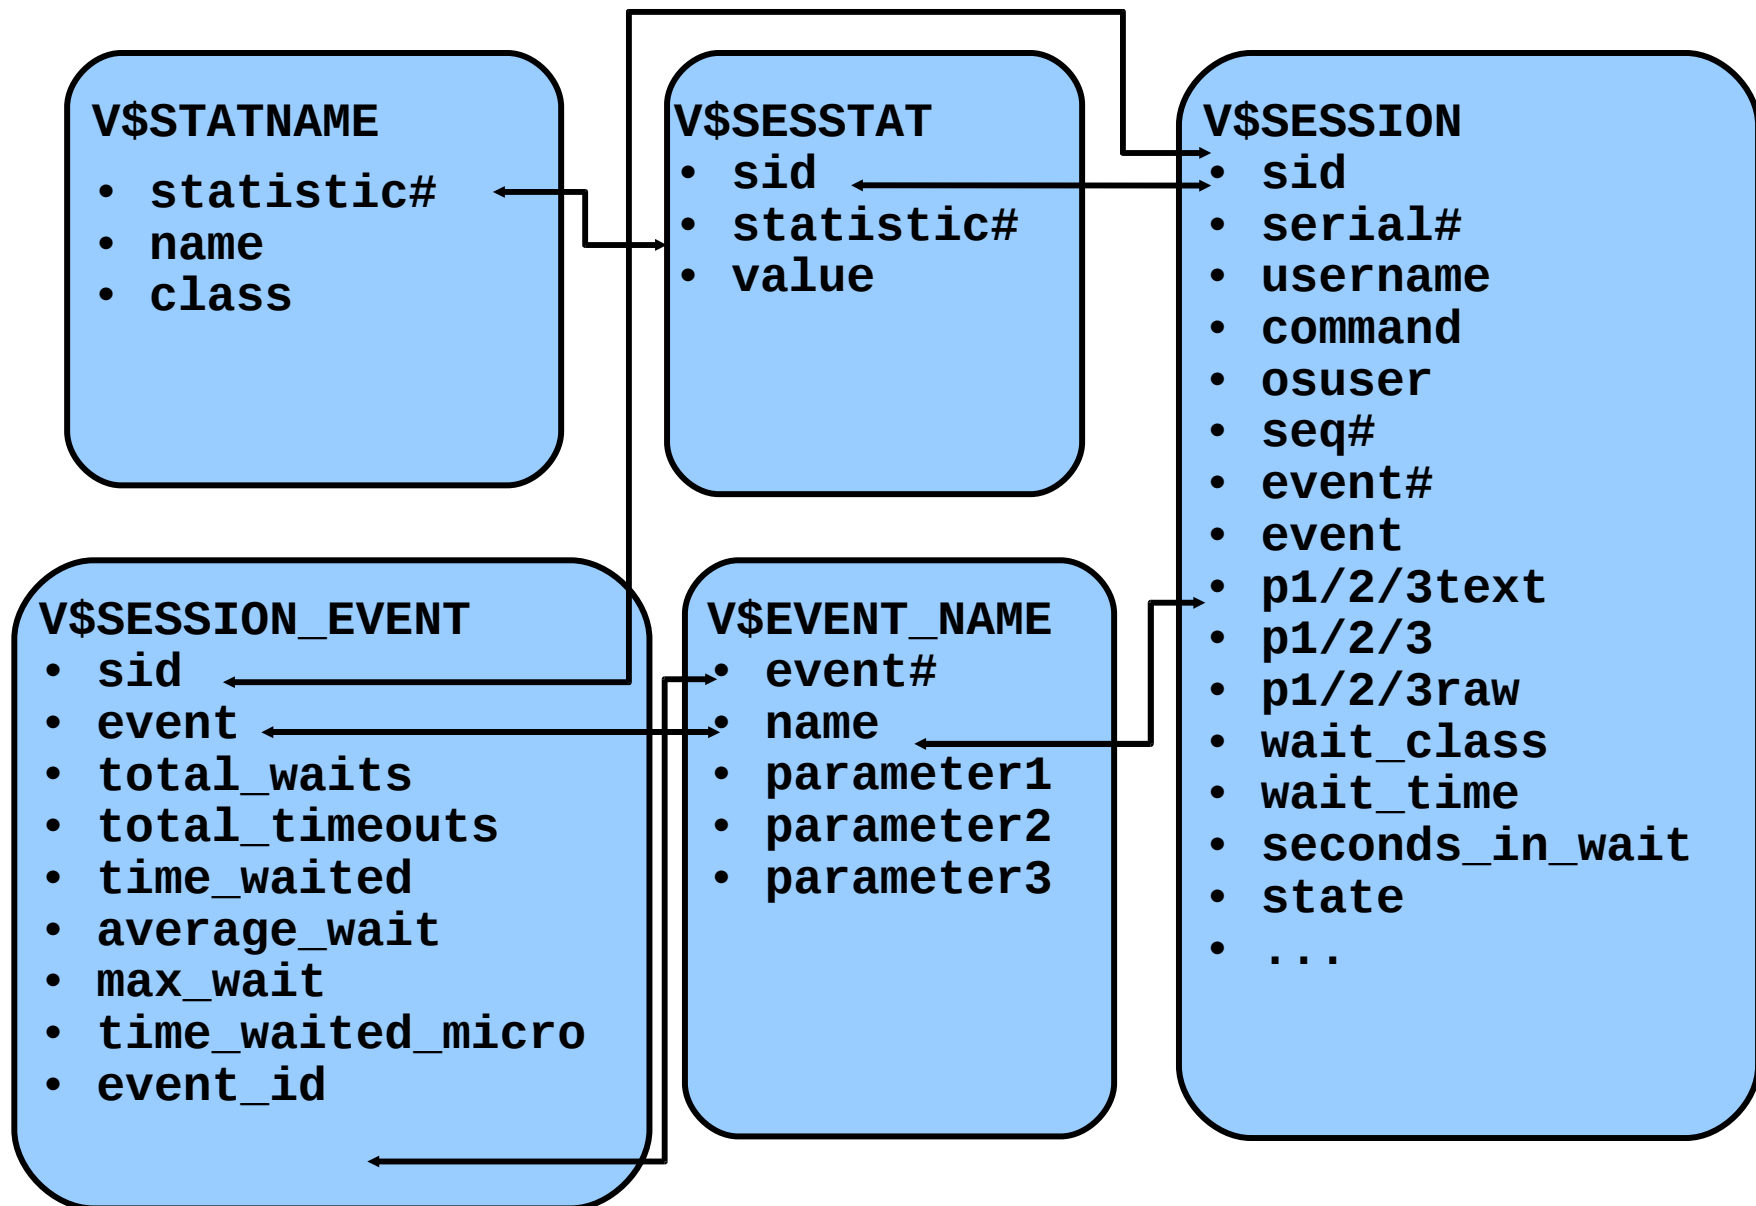 V$STATNAME
• statistic#
• name
• class
V$SESSTAT
• sid
• statistic#
• value
V$SESSION
• sid
• serial#
• username
• command
• osuser
• seq#
• event#
• event
• p1/2/3text
• p1/2/3
• p1/2/3raw
• wait_class
• wait_time
• seconds_in_wait
• state
• ...
V$SESSION_EVENT
• sid
• event
• total_waits
• total_timeouts
• time_waited
• average_wait
• max_wait
• time_waited_micro
• event_id
V$EVENT_NAME
• event#
• name
• parameter1
• parameter2
• parameter3